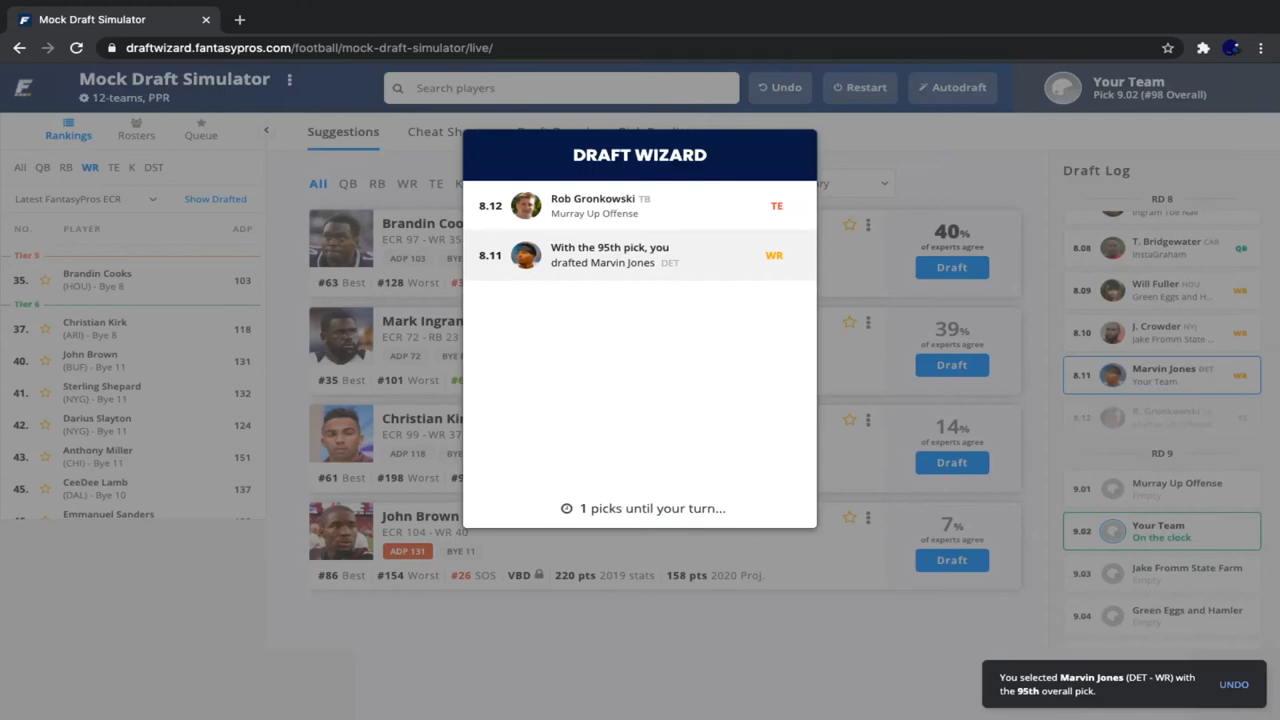 Mock Draft Simulator
draftwizard.fantasypros.com/football/mock-draft-simulator/live/
Mock Draft Simulator
12-teams, PPR
Search players
Undo
Restart
Autodraft
Your Team
Pick 9.02 (#98 Overall)
Rankings
Rosters
Queue
All QB RB WR TE K DST
Latest FantasyPros ECR
Show Drafted
NO. PLAYER ADP
Tier 5
35. Brandin Cooks 103
(HOU) - Bye 8
Tier 6
37. Christian Kirk 118
(ARI) - Bye 8
40. John Brown 131
(BUF) - Bye 11
41. Sterling Shepard 132
(NYG) - Bye 11
42. Darius Slayton 124
(NYG) - Bye 11
43. Anthony Miller 151
(CHI) - Bye 11
45. CeeDee Lamb 137
(DAL) - Bye 10
Emmanuel Sanders
Suggestions
Cheat Sh
All QB RB WR TE K
Brandin Coo
ECR 97 - WR 35
ADP 103
#63 Best #128 Worst
40%
of experts agree
Draft
Mark Ingran
ECR 72 - RB 23
ADP 72
#35 Best #101 Worst
39%
of experts agree
Draft
Christian Kir
ECR 99 - WR 37
ADP 118
#61 Best #198 Worst
14%
of experts agree
Draft
John Brown
ECR 104 - WR 40
ADP 131 BYE 11
#86 Best #154 Worst #26 SOS VBD 220 pts 2019 stats 158 pts 2020 Proj.
7%
of experts agree
Draft
DRAFT WIZARD
8.12 Rob Gronkowski TB TE
Murray Up Offense
8.11 With the 95th pick, you WR
drafted Marvin Jones DET
1 picks until your turn...
Draft Log
RD 8
8.08 T. Bridgewater CAR QB
InstaGraham
8.09 Will Fuller HOU WR
Green Eggs and H...
8.10 J. Crowder NYJ WR
Jake Fromm State ...
8.11 Marvin Jones DET WR
Your Team
8.12 R. Gronkowski
RD 9
9.01 Murray Up Offense
Empty
9.02 Your Team
On the clock
9.03 Jake Fromm State Farm
Empty
9.04 Green Eggs and Hamler
Empty
You selected Marvin Jones (DET - WR) with
the 95th overall pick.
UNDO